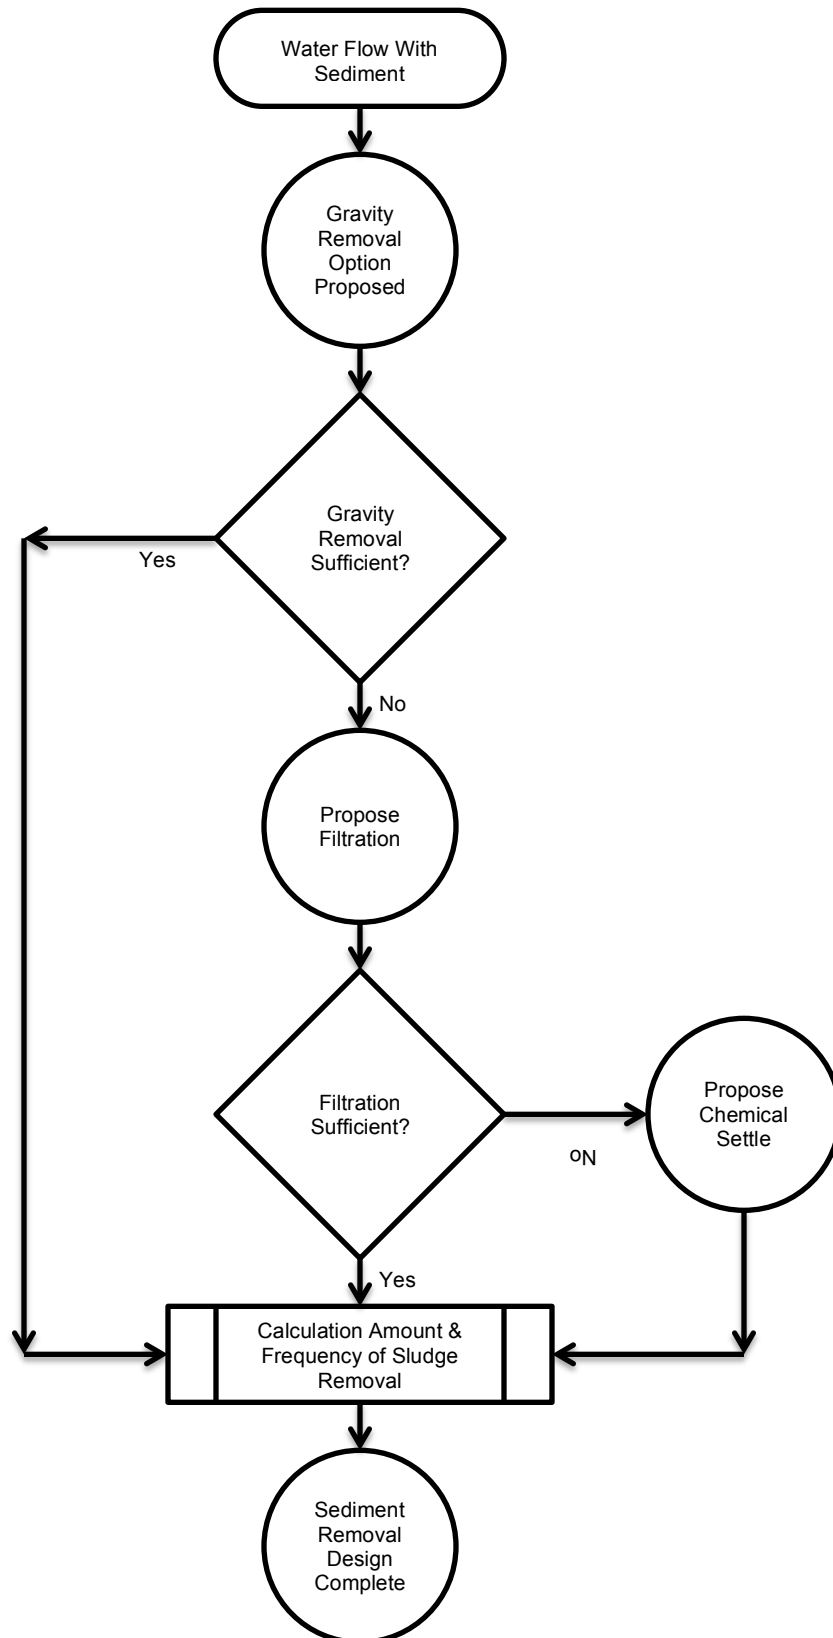 Water Flow With
Sediment
Gravity
Removal
Option
Proposed
Gravity
Removal
Sufficient?
Yes
No
Propose
Filtration
Filtration
Sufficient?
No
Propose
Chemical
Settle
Yes
Calculation Amount &
Frequency of Sludge
Removal
Sediment
Removal
Design
Complete